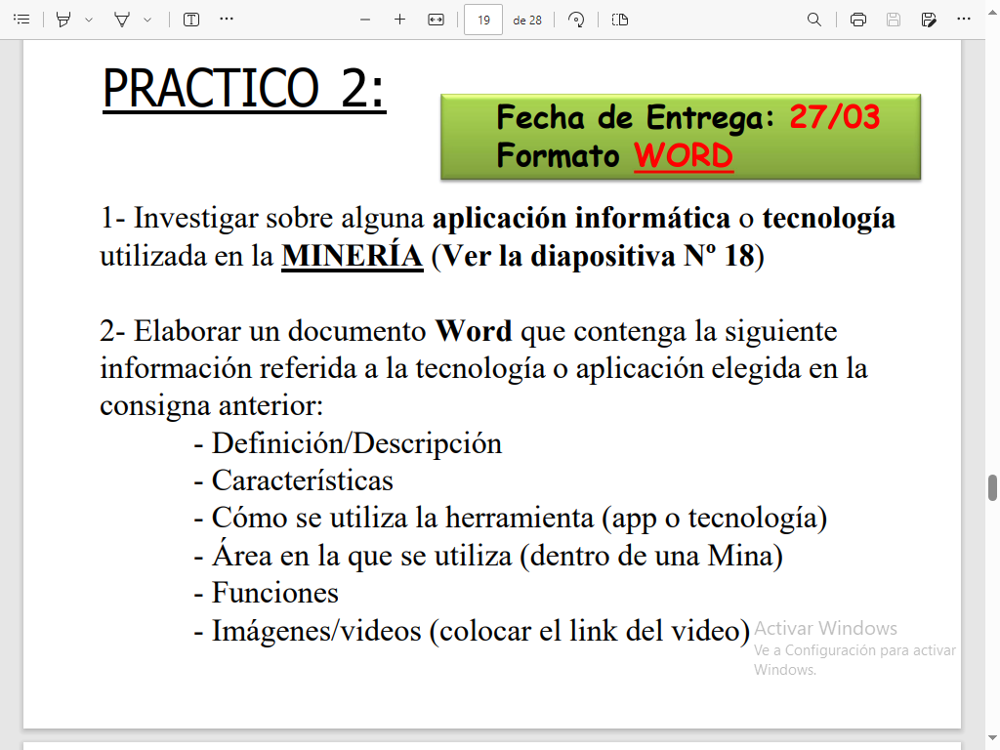 19 de 28
PRACTICO 2:
Fecha de Entrega: 27/03
Formato WORD
1- Investigar sobre alguna aplicación informática o tecnología
utilizada en la MINERÍA (Ver la diapositiva Nº 18)
2- Elaborar un documento Word que contenga la siguiente
información referida a la tecnología o aplicación elegida en la
consigna anterior:
- Definición/Descripción
- Características
- Cómo se utiliza la herramienta (app o tecnología)
- Área en la que se utiliza (dentro de una Mina)
- Funciones
- Imágenes/videos (colocar el link del video)
Activar Windows
Ve a Configuración para activar
Windows.